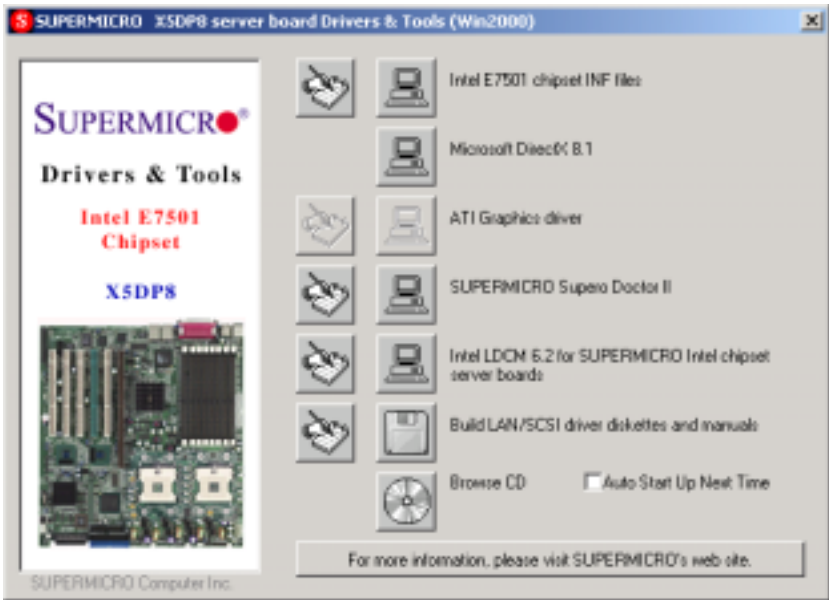 SUPERMICRO X5DP8 server board Drivers & Tools (Win2000)
SUPERMICRO®
Drivers & Tools
Intel E7501
Chipset
X5DP8
SUPERMICRO Computer Inc.
Intel E7501 chipset INF files
Microsoft DirectX 8.1
ATI Graphics driver
SUPERMICRO Supero Doctor II
Intel LDCM 6.2 for SUPERMICRO Intel chipset
server boards
Build LAN/SCSI driver diskettes and manuals
Browse CD
Auto Start Up Next Time
For more information, please visit SUPERMICRO's web site.